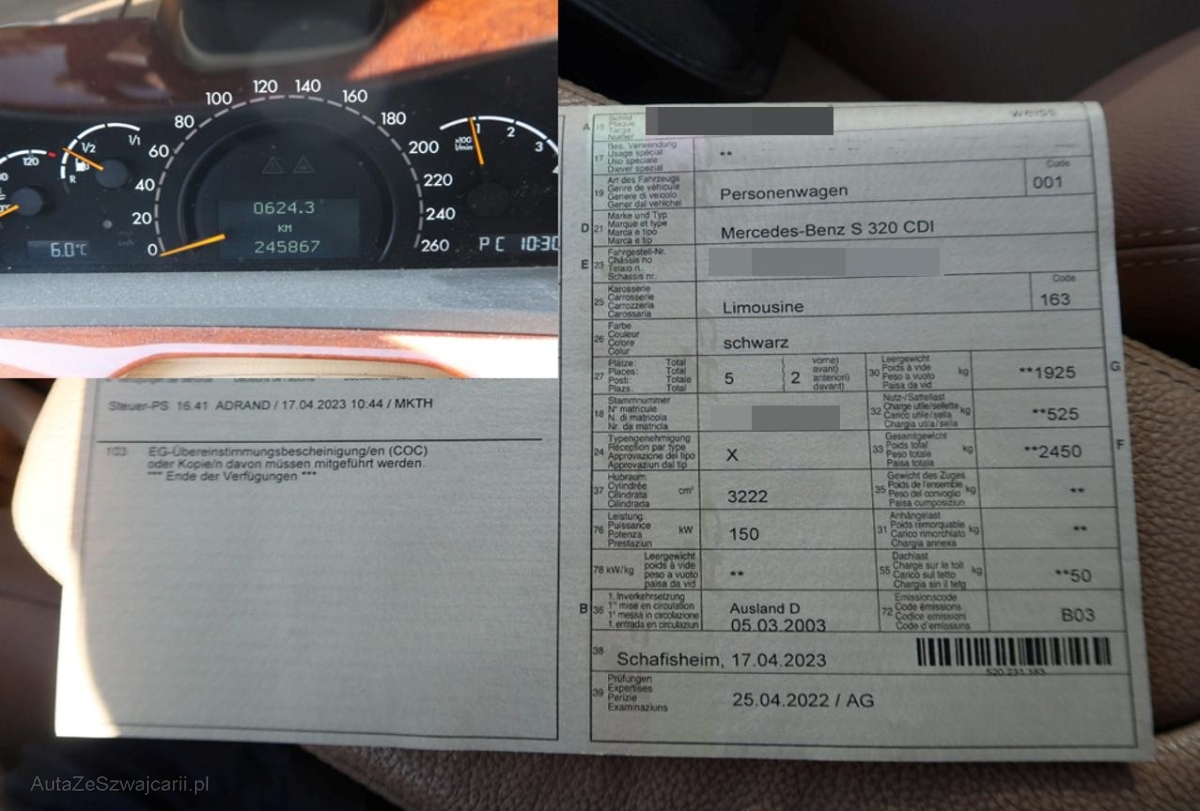 120
R
1/2
1/1
0
20
40
60
80
100
120
140
160
180
200
220
240
260
0624.3
KM
245867
6.0°C
x100
1/min
1
2
3
P C 10:30
Steuer-PS 16.41 ADRAND / 17.04.2023 10:44 / MKTH
103 EG-Übereinstimmungsbescheinigung/en (COC)
oder Kopie/n davon müssen mitgeführt werden.
*** Ende der Verfügungen ***
weiss
A 15 Schild
Plaque
Targa
Numer
17 Bes. Verwendung
Usage spécial
Uso speciale
Diever spezial
**
19 Art des Fahrzeugs
Genre de véhicule
Genere di veicolo
Gener dal vehichel
Personenwagen
Code
001
D 21 Marke und Typ
Marque et type
Marca e tipo
Marca e tip
Mercedes-Benz S 320 CDI
E 23 Fahrgestell-Nr.
Châssis no
Telaio n.
Schassis nr.
25 Karosserie
Carrosserie
Carrozzeria
Carossaria
Limousine
Code
163
26 Farbe
Couleur
Colore
Colur
schwarz
27 Plätze: Total
Places: Total
Posti: Totale
Plazs: Total
5
2
vorne)
avant)
anteriori)
davant)
G
30 Leergewicht
Poids à vide
Peso a vuoto
Paisa da vid
kg
**1925
18 Stammnummer
N° matricule
N. di matricola
Nr. da matricla
32 Nutz-/Sattellast
Charge utile/sellette
Carico utile/sella
Chargia utila/sella
kg
**525
24 Typengenehmigung
Réception par type
Approvazione del tipo
Approvaziun dal tip
X
F
33 Gesamtgewicht
Poids total
Peso totale
Paisa totala
kg
**2450
37 Hubraum
Cylindrée
Cilindrata
Cilindrada
cm³
3222
35 Gewicht des Zuges
Poids de l'ensemble
Peso del convoglio
Paisa cumposiziun
kg
**
76 Leistung
Puissance
Potenza
Prestaziun
kW
150
31 Anhängelast
Poids remorquable
Carico rimorchiato
Chargia annexa
kg
**
78 kW/kg
Leergewicht
poids à vide
peso a vuoto
paisa da vid
**
55 Dachlast
Charge sur le toit
Carico sul tetto
Chargia sin il tetg
kg
**50
B 36 1. Inverkehrsetzung
1re mise en circulation
1a messa in circolazione
1. entrada en circulaziun
Ausland D
05.03.2003
72 Emissionscode
Code émissions
Codice emissioni
Code d'emissiuns
B03
38
Schafisheim, 17.04.2023
520.231.183
39 Prüfungen
Expertises
Perizie
Examinaziuns
25.04.2022 / AG
AutaZeSzwajcarii.pl